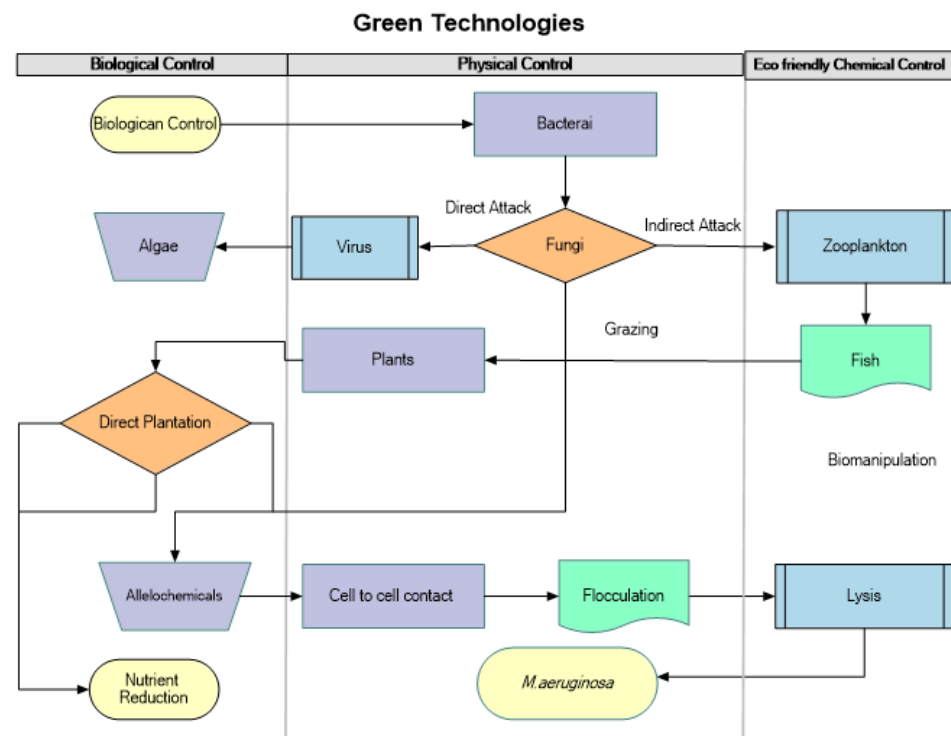 Green Technologies
Biological Control
Physical Control
Eco friendly Chemical Control
Biologican Control
Bacterai
Direct Attack
Indirect Attack
Algae
Virus
Fungi
Zooplankton
Grazing
Plants
Fish
Direct Plantation
Biomanipulation
Allelochemicals
Cell to cell contact
Flocculation
Lysis
Nutrient
Reduction
M.aeruginosa